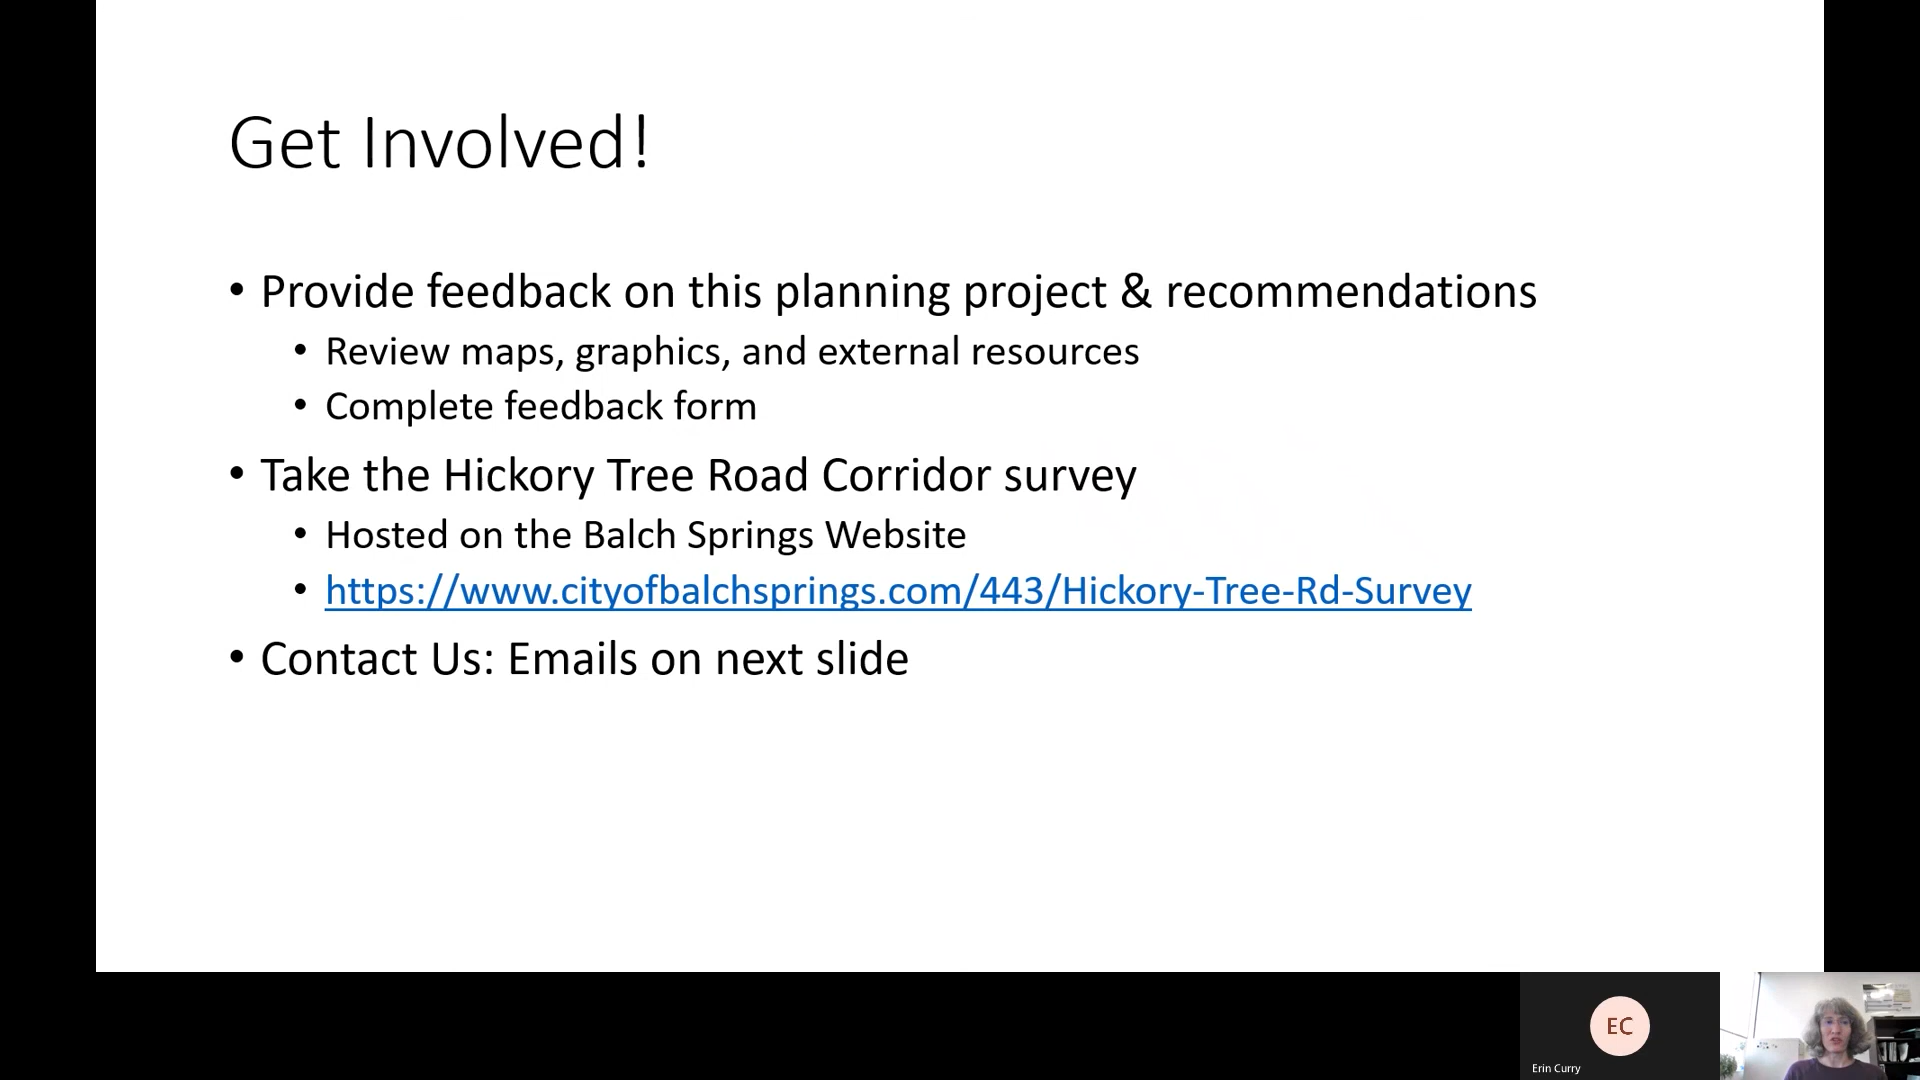 Get Involved!
• Provide feedback on this planning project & recommendations
• Review maps, graphics, and external resources
• Complete feedback form
• Take the Hickory Tree Road Corridor survey
• Hosted on the Balch Springs Website
• https://www.cityofbalchsprings.com/443/Hickory-Tree-Rd-Survey
• Contact Us: Emails on next slide
EC
Erin Curry